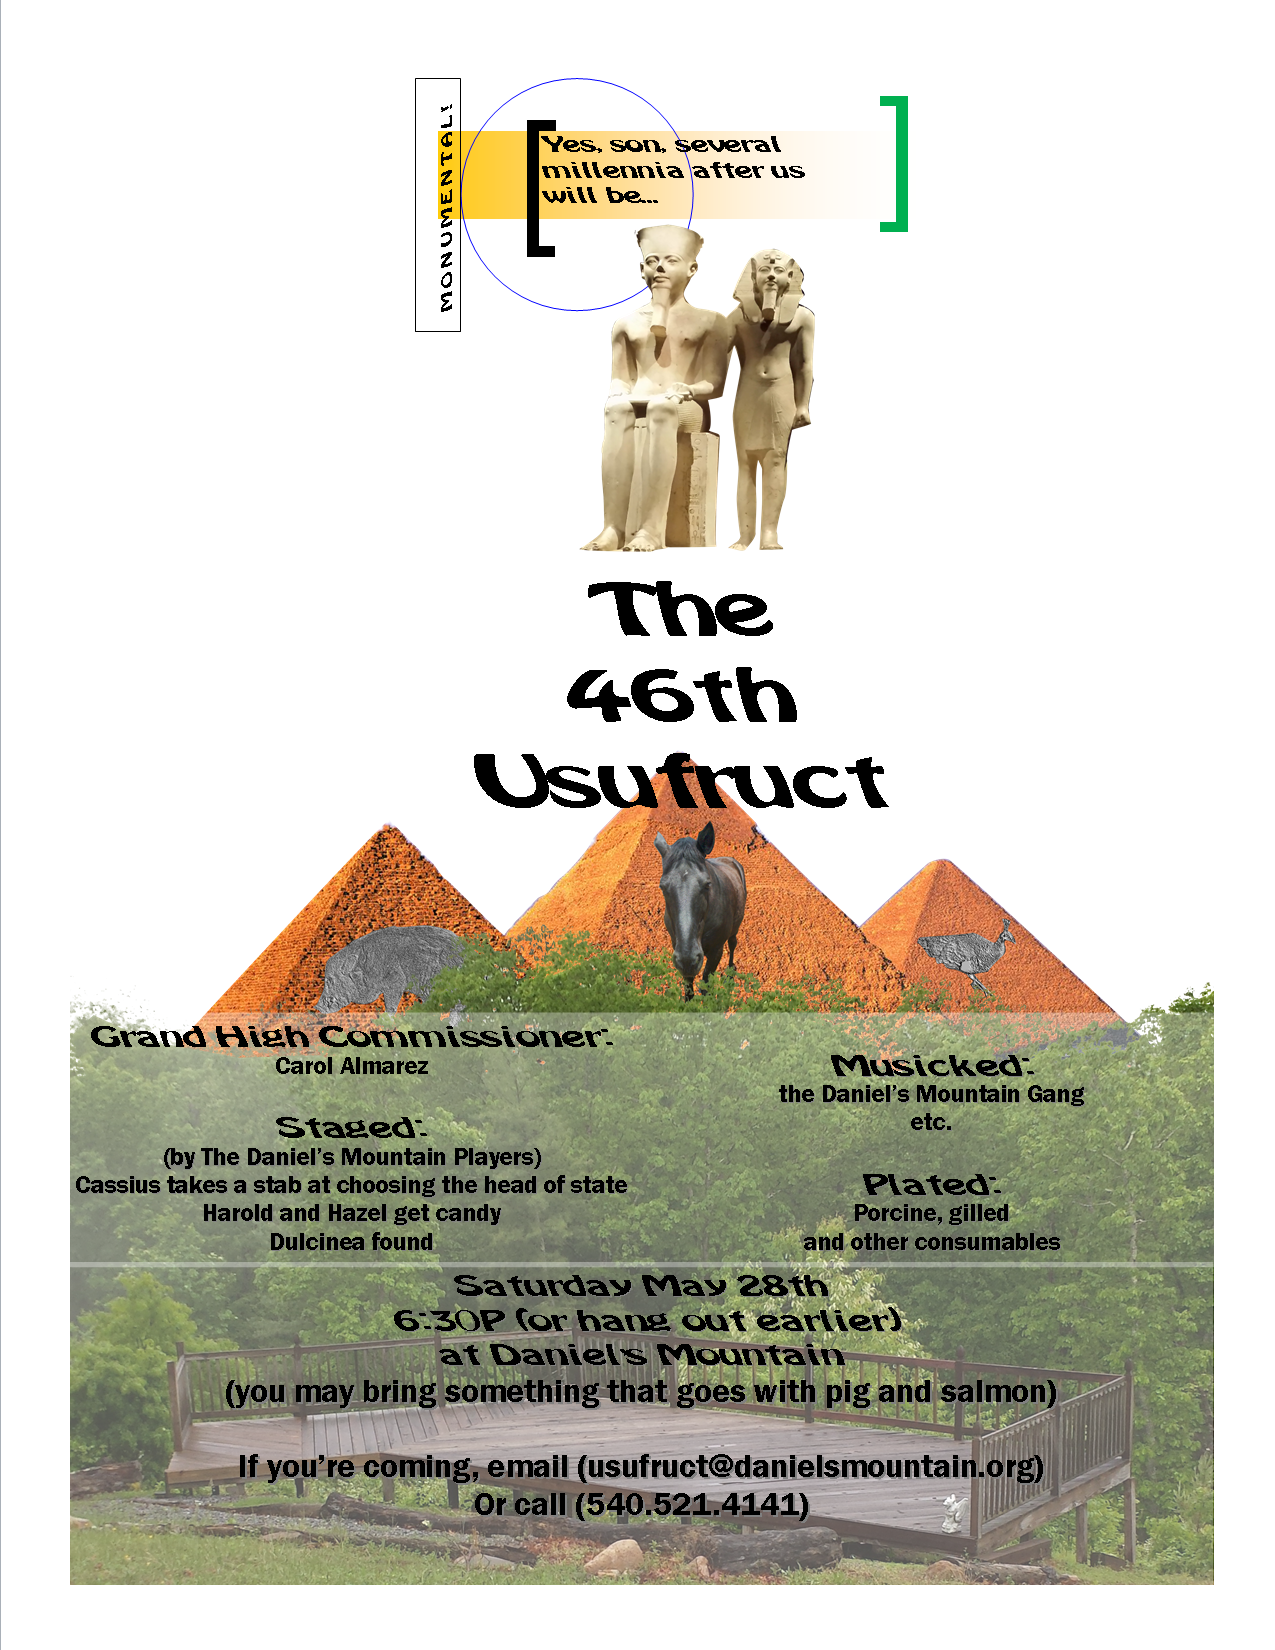 MONUMENTAL!
Yes, son, several
millennia after us
will be...
The
46th
Usufruct
Grand High Commissioner:
Carol Almarez
Staged:
(by The Daniel’s Mountain Players)
Cassius takes a stab at choosing the head of state
Harold and Hazel get candy
Dulcinea found
Musicked:
the Daniel’s Mountain Gang
etc.
Plated:
Porcine, gilled
and other consumables
Saturday May 28th
6:30P (or hang out earlier)
at Daniel's Mountain
(you may bring something that goes with pig and salmon)
If you’re coming, email (usufruct@danielsmountain.org)
Or call (540.521.4141)